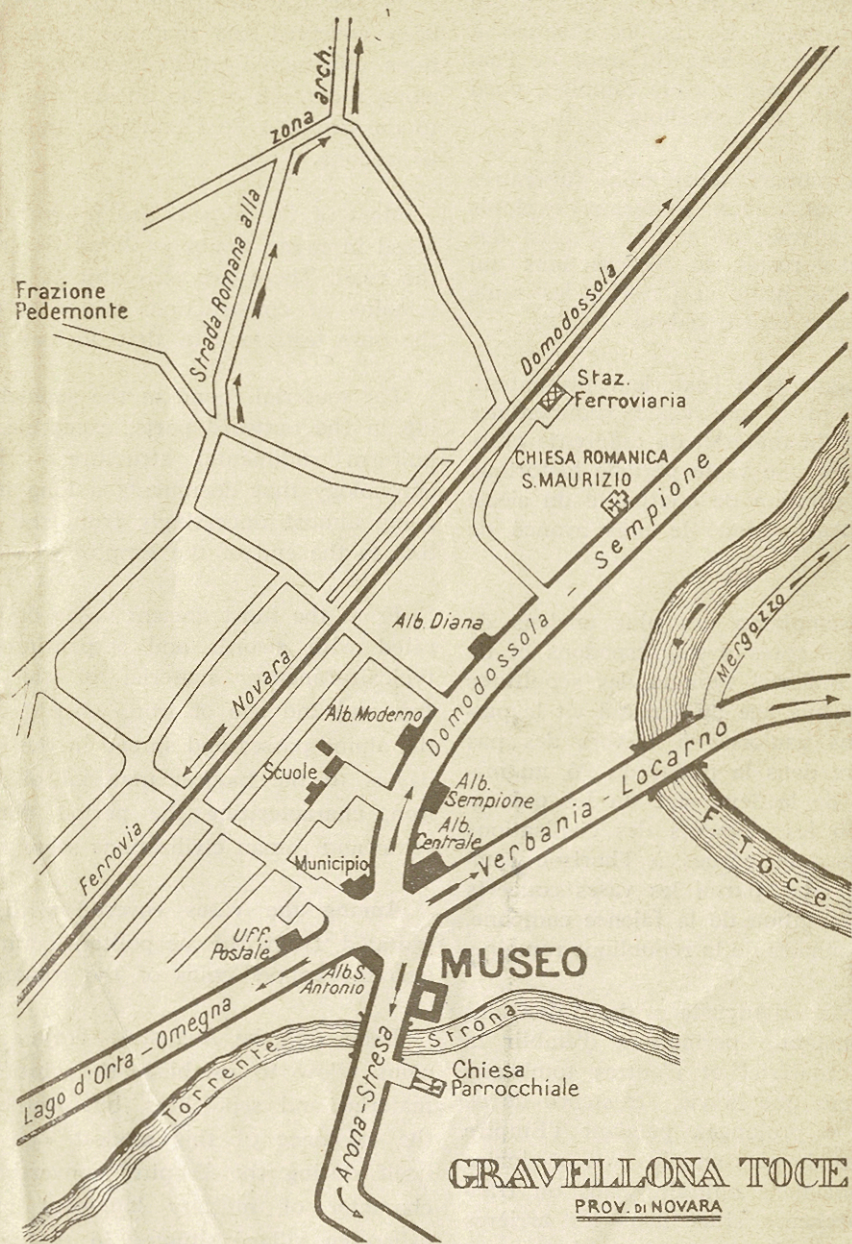 zona arch.
Strada Romana alla
Frazione
Pedemonte
Domodossola
Staz.
Ferroviaria
CHIESA ROMANICA
S. MAURIZIO
Domodossola - Sempione
Alb. Diana
Mergozzo
Novara
Alb. Moderno
Scuole
Alb.
Sempione
Alb.
Centrale
Verbania - Locarno
F. Toce
Ferrovia
Municipio
Uff.
Postale
Alb. S.
Antonio
MUSEO
Lago d'Orta - Omegna
Torrente Strona
Arona - Stresa
Chiesa
Parrocchiale
GRAVELLONA TOCE
PROV. DI NOVARA